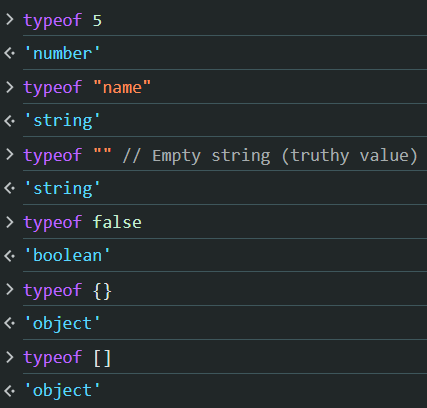 > typeof 5
<· 'number'
> typeof "name"
<· 'string'
> typeof "" // Empty string (truthy value)
<· 'string'
> typeof false
<· 'boolean'
> typeof {}
<· 'object'
> typeof []
<· 'object'